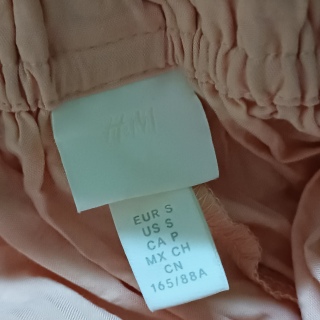 H&M
EUR S
US S
CA P
MX CH
CN
165/88A